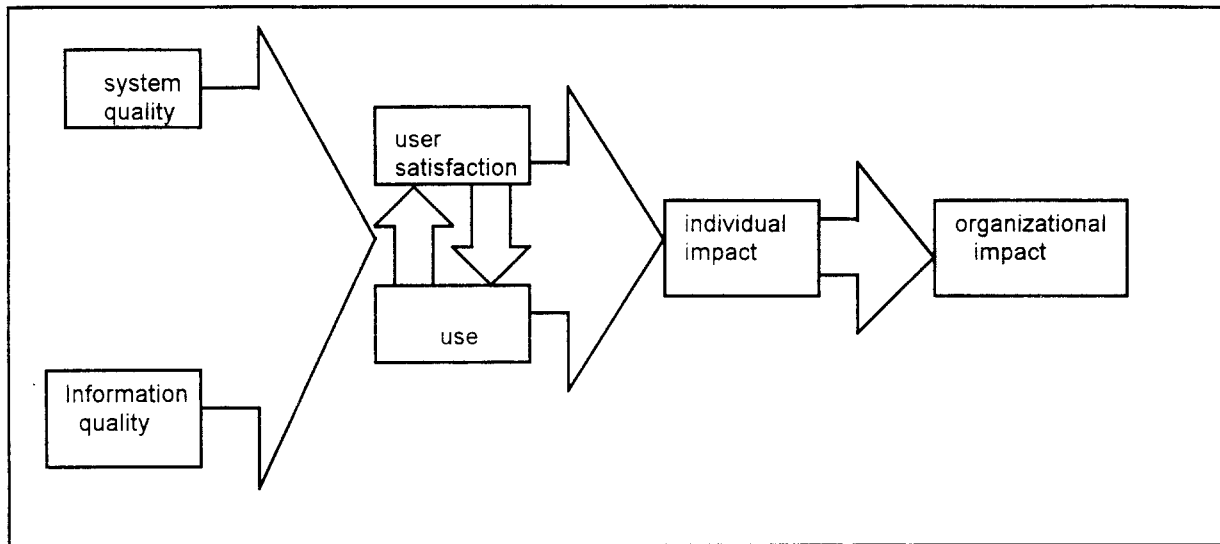 system
quality
user
satisfaction
use
Information
quality
individual
impact
organizational
impact